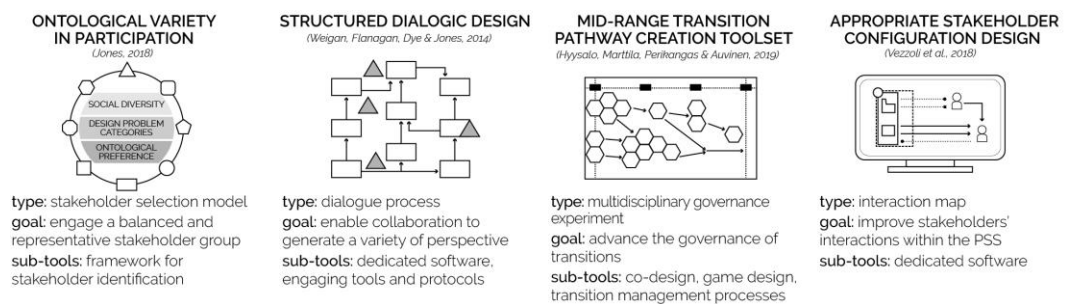 ONTOLOGICAL VARIETY
IN PARTICIPATION
(Jones, 2018)
SOCIAL DIVERSITY
DESIGN PROBLEM
CATEGORIES
ONTOLOGICAL
PREFERENCE
type: stakeholder selection model
goal: engage a balanced and
representative stakeholder group
sub-tools: framework for
stakeholder identification
STRUCTURED DIALOGIC DESIGN
(Weigan, Flanagan, Dye & Jones, 2014)
type: dialogue process
goal: enable collaboration to
generate a variety of perspective
sub-tools: dedicated software,
engaging tools and protocols
MID-RANGE TRANSITION
PATHWAY CREATION TOOLSET
(Hyysalo, Marttila, Perikangas & Auvinen, 2019)
type: multidisciplinary governance
experiment
goal: advance the governance of
transitions
sub-tools: co-design, game design,
transition management processes
APPROPRIATE STAKEHOLDER
CONFIGURATION DESIGN
(Vezzoli et al., 2018)
type: interaction map
goal: improve stakeholders'
interactions within the PSS
sub-tools: dedicated software